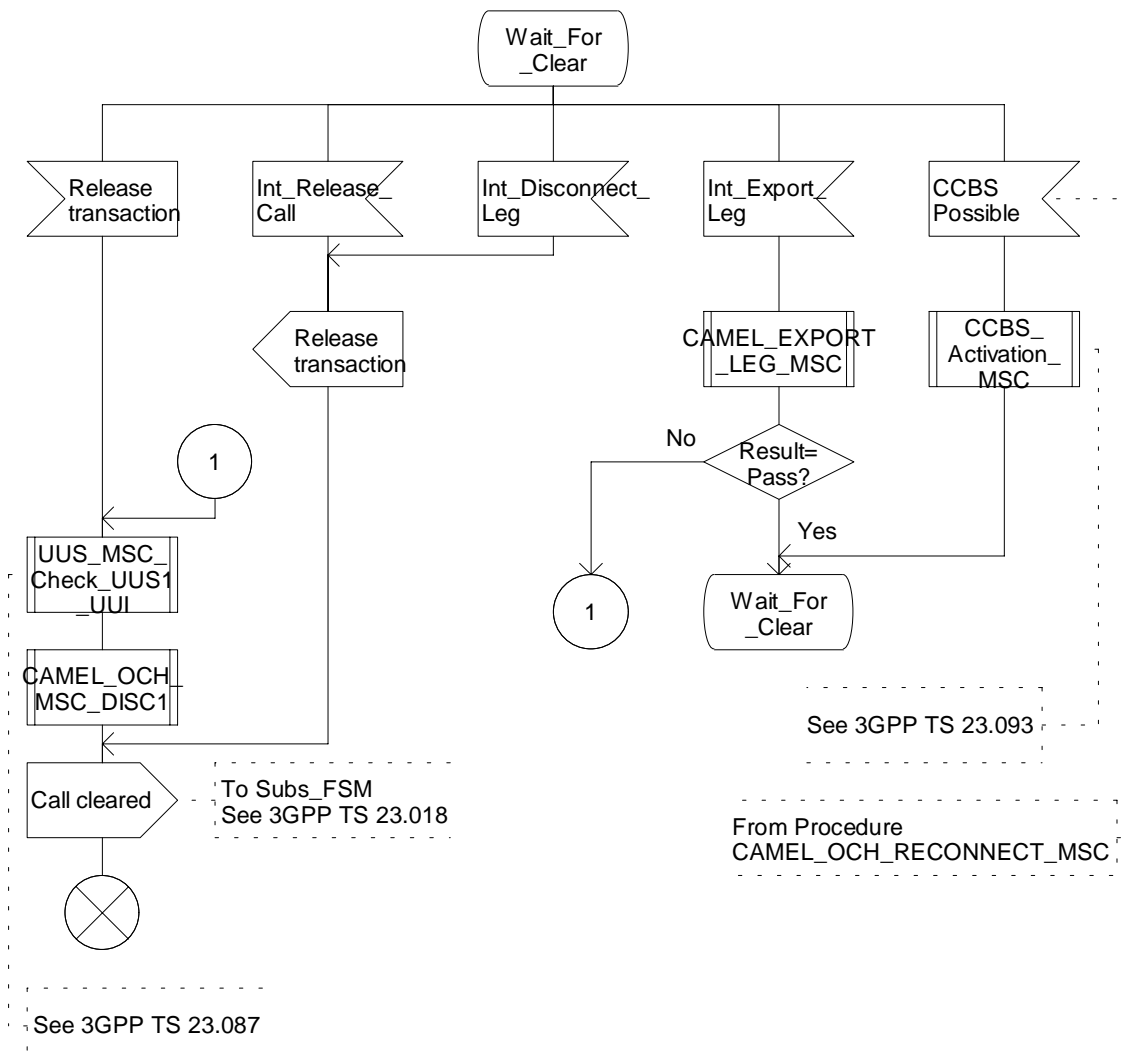 Wait_For
_Clear
Release
transaction
Int_Release_
Call
Int_Disconnect_
Leg
Int_Export_
Leg
CCBS
Possible
Release
transaction
CAMEL_EXPORT
_LEG_MSC
CCBS_
Activation_
MSC
1
No
Result=
Pass?
Yes
UUS_MSC_
Check_UUS1
_UUI
1
Wait_For
_Clear
CAMEL_OCH_
MSC_DISC1
See 3GPP TS 23.093
Call cleared
To Subs_FSM
See 3GPP TS 23.018
From Procedure
CAMEL_OCH_RECONNECT_MSC
See 3GPP TS 23.087